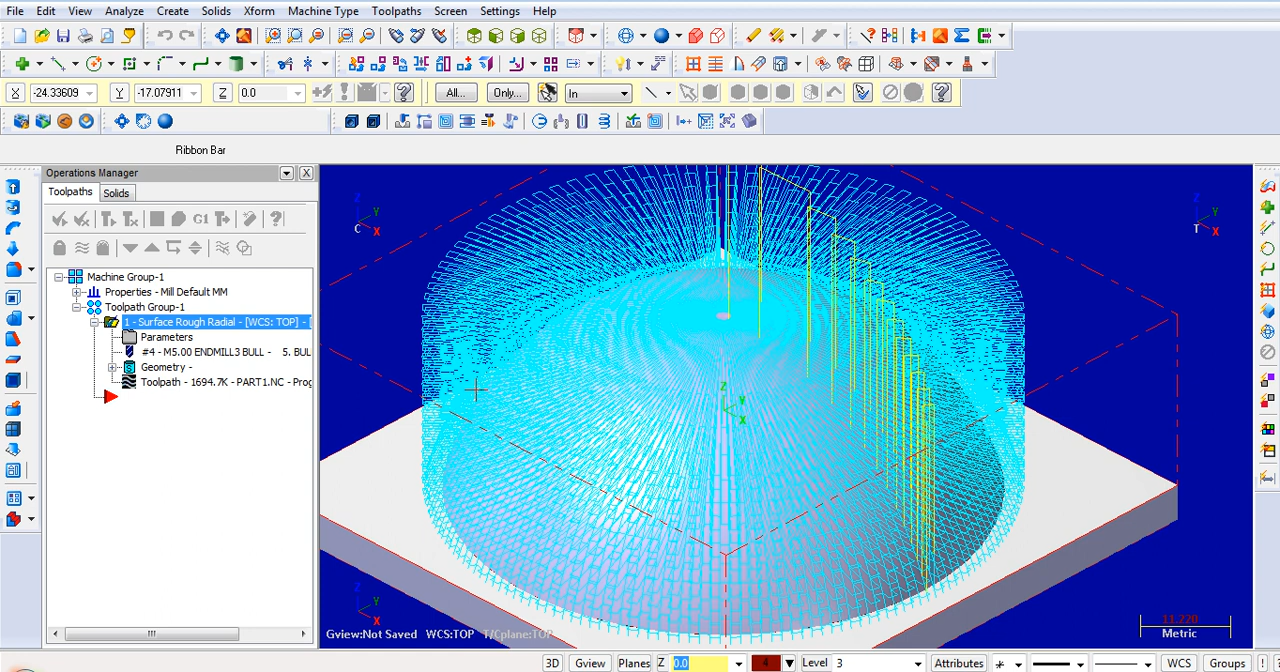 File Edit View Analyze Create Solids Xform Machine Type Toolpaths Screen Settings Help
X -24.33609 Y -17.07911 Z 0.0 All... Only... In
Ribbon Bar
Operations Manager
Toolpaths Solids
G1
Machine Group-1
Properties - Mill Default MM
Toolpath Group-1
1 - Surface Rough Radial - [WCS: TOP] - [
Parameters
#4 - M5.00 ENDMILL3 BULL - 5. BUL
Geometry -
Toolpath - 1694.7K - PART1.NC - Prog
Z Y C X
Z Y T X
Z Y X
Z Y X
Gview:Not Saved WCS:TOP T/Cplane:TOP
11.220
Metric
3D Gview Planes Z 0.0 4 Level 3 Attributes WCS Groups